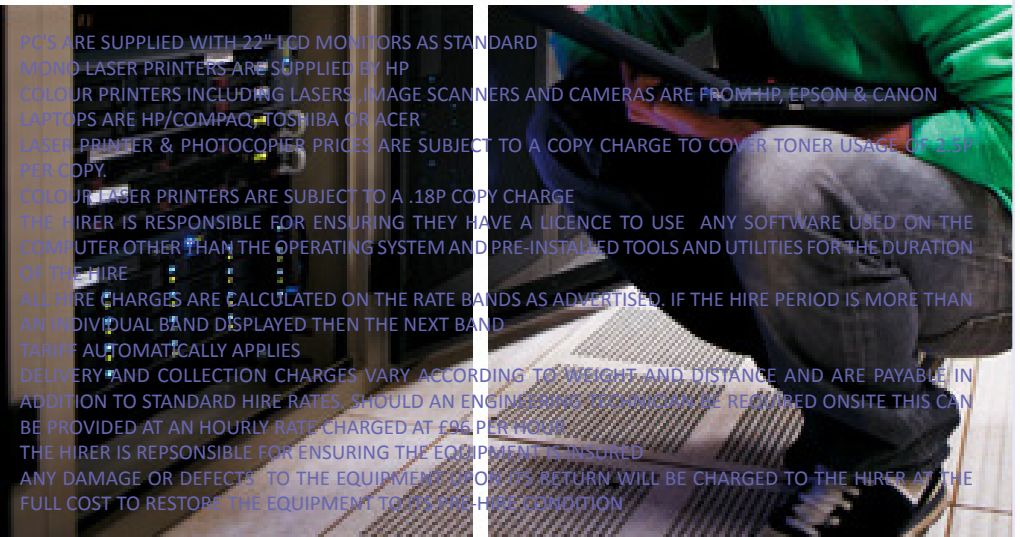 PC'S ARE SUPPLIED WITH 22" LCD MONITORS AS STANDARD
MONO LASER PRINTERS ARE SUPPLIED BY HP
COLOUR PRINTERS INCLUDING LASERS ,IMAGE SCANNERS AND CAMERAS ARE FROM HP, EPSON & CANON
LAPTOPS ARE HP/COMPAQ, TOSHIBA OR ACER
LASER PRINTER & PHOTOCOPIER PRICES ARE SUBJECT TO A COPY CHARGE TO COVER TONER USAGE OF 2.5P
PER COPY.
COLOUR LASER PRINTERS ARE SUBJECT TO A .18P COPY CHARGE
THE HIRER IS RESPONSIBLE FOR ENSURING THEY HAVE A LICENCE TO USE ANY SOFTWARE USED ON THE
COMPUTER OTHER THAN THE OPERATING SYSTEM AND PRE-INSTALLED TOOLS AND UTILITIES FOR THE DURATION
OF THE HIRE
ALL HIRE CHARGES ARE CALCULATED ON THE RATE BANDS AS ADVERTISED. IF THE HIRE PERIOD IS MORE THAN
AN INDIVIDUAL BAND DISPLAYED THEN THE NEXT BAND
TARIFF AUTOMATICALLY APPLIES
DELIVERY AND COLLECTION CHARGES VARY ACCORDING TO WEIGHT AND DISTANCE AND ARE PAYABLE IN
ADDITION TO STANDARD HIRE RATES. SHOULD AN ENGINEERING TECHNICIAN BE REQUIRED ONSITE THIS CAN
BE PROVIDED AT AN HOURLY RATE CHARGED AT £96 PER HOUR
THE HIRER IS REPSONSIBLE FOR ENSURING THE EQUIPMENT IS INSURED
ANY DAMAGE OR DEFECTS TO THE EQUIPMENT UPON ITS RETURN WILL BE CHARGED TO THE HIRER AT THE
FULL COST TO RESTORE THE EQUIPMENT TO ITS PRE-HIRE CONDITION